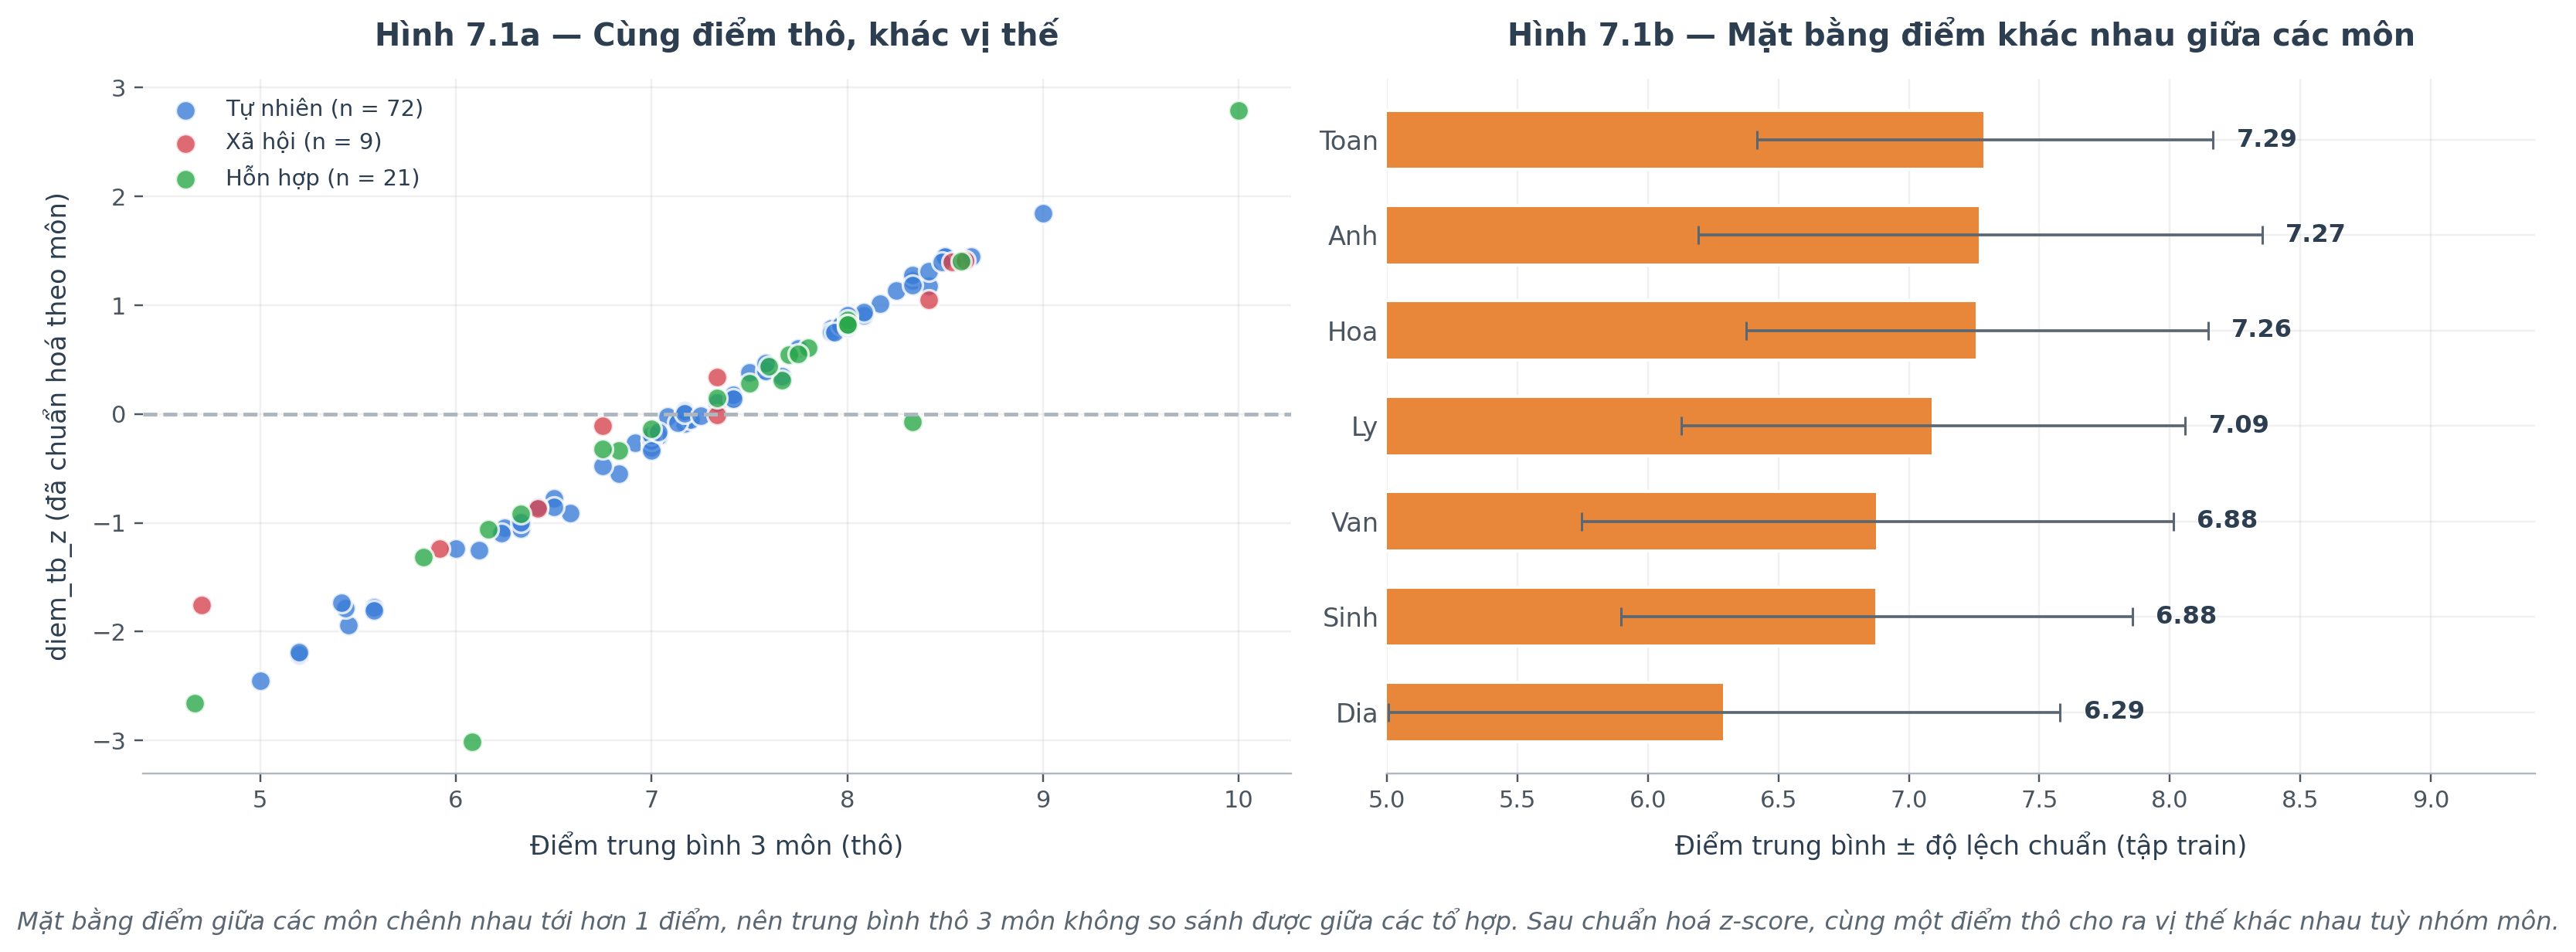 Hình 7.1a — Cùng điểm thô, khác vị thế
3
2
1
0
−1
−2
−3
diem_tb_z (đã chuẩn hoá theo môn)
Tự nhiên (n = 72)
Xã hội (n = 9)
Hỗn hợp (n = 21)
5 6 7 8 9 10
Điểm trung bình 3 môn (thô)
Hình 7.1b — Mặt bằng điểm khác nhau giữa các môn
Toan 7.29
Anh 7.27
Hoa 7.26
Ly 7.09
Van 6.88
Sinh 6.88
Dia 6.29
5.0 5.5 6.0 6.5 7.0 7.5 8.0 8.5 9.0
Điểm trung bình ± độ lệch chuẩn (tập train)
Mặt bằng điểm giữa các môn chênh nhau tới hơn 1 điểm, nên trung bình thô 3 môn không so sánh được giữa các tổ hợp. Sau chuẩn hoá z-score, cùng một điểm thô cho ra vị thế khác nhau tuỳ nhóm môn.